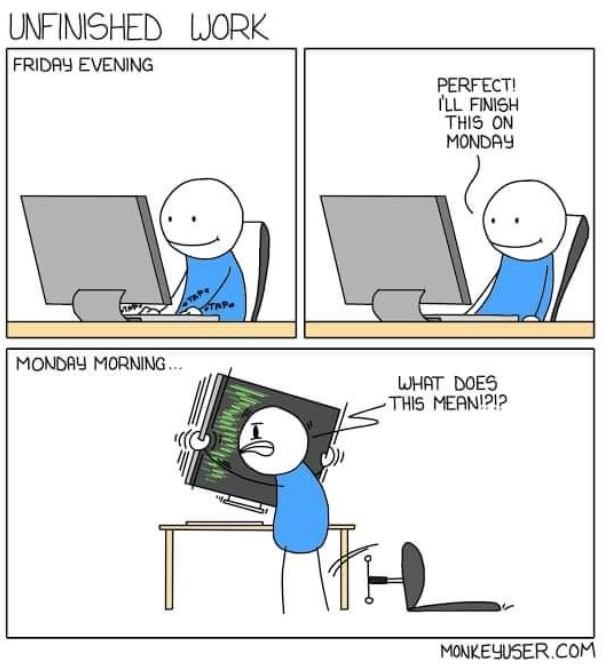 UNFINISHED WORK
FRIDAY EVENING
PERFECT!
I'LL FINISH
THIS ON
MONDAY
*TAP*
*TAP*
*TAP*
MONDAY MORNING...
WHAT DOES
THIS MEAN!?!?
MONKEYUSER.COM